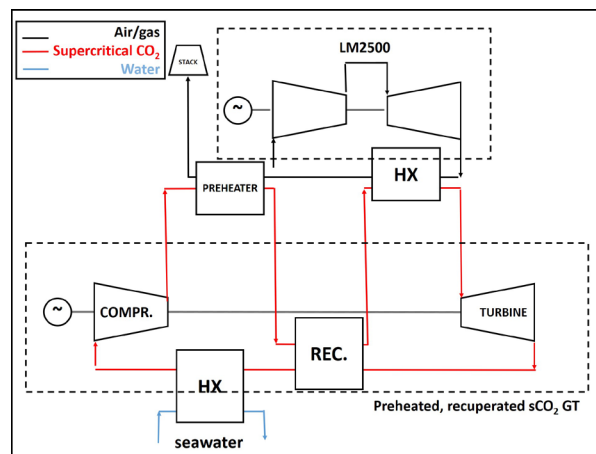 Air/gas
Supercritical CO₂
Water
STACK
LM2500
~
PREHEATER
HX
~
COMPR.
TURBINE
REC.
HX
Preheated, recuperated sCO₂ GT
seawater